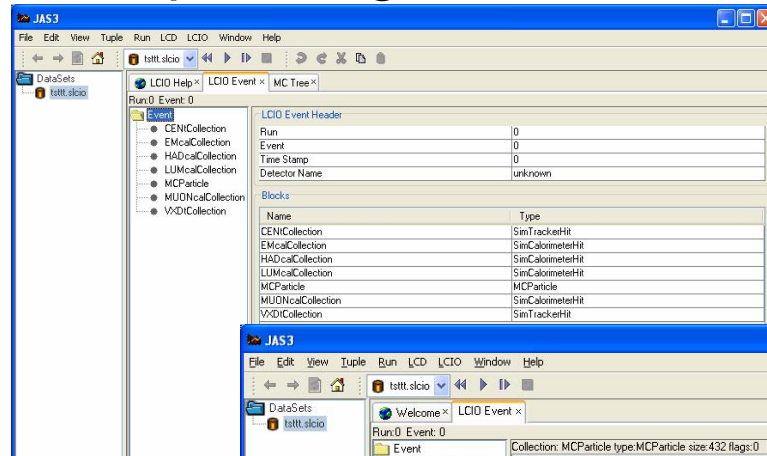 JAS3
File Edit View Tuple Run LCD LCIO Window Help
tsttt.slcio
DataSets
tsttt.slcio
LCIO Help × LCIO Event × MC Tree ×
Run:0 Event: 0
Event
CENtCollection
EMcalCollection
HADcalCollection
LUMcalCollection
MCParticle
MUONcalCollection
VXDtCollection
LCIO Event Header
Run 0
Event 0
Time Stamp 0
Detector Name unknown
Blocks
Name Type
CENtCollection SimTrackerHit
EMcalCollection SimCalorimeterHit
HADcalCollection SimCalorimeterHit
LUMcalCollection SimCalorimeterHit
MCParticle MCParticle
MUONcalCollection SimCalorimeterHit
VXDtCollection SimTrackerHit
JAS3
File Edit View Tuple Run LCD LCIO Window Help
tsttt.slcio
DataSets
tsttt.slcio
Welcome × LCIO Event ×
Run:0 Event: 0
Event
Collection: MCParticle type:MCParticle size:432 flags:0